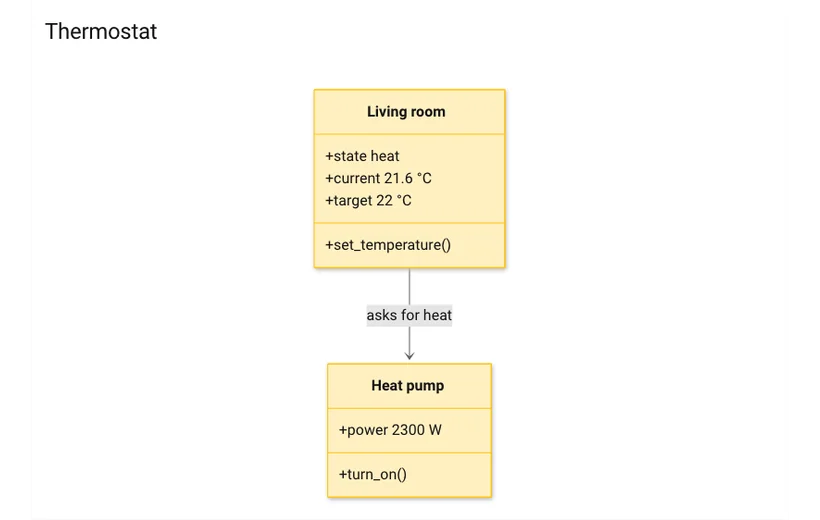 Thermostat
Living room
+state heat
+current 21.6 °C
+target 22 °C
+set_temperature()
asks for heat
Heat pump
+power 2300 W
+turn_on()